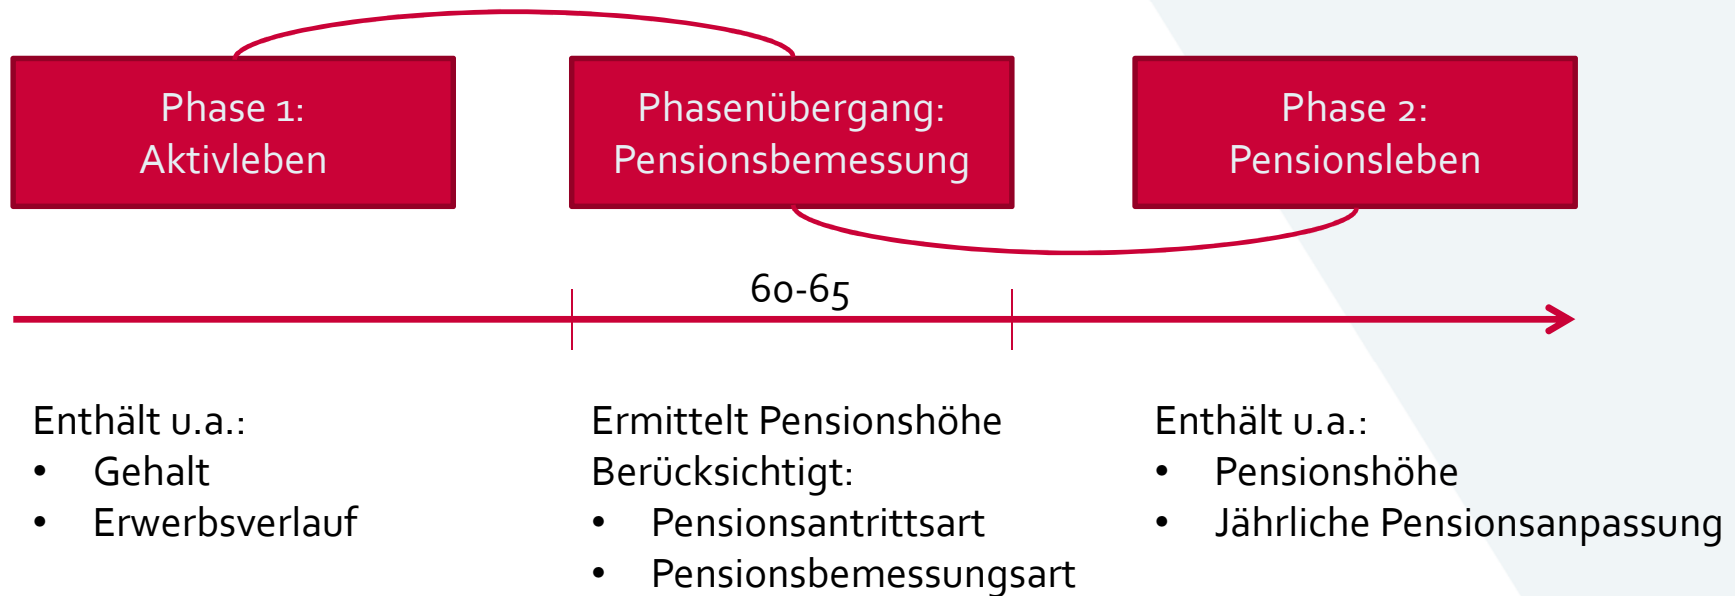 Phase 1:
Aktivleben
Phasenübergang:
Pensionsbemessung
Phase 2:
Pensionsleben
60-65
Enthält u.a.:
• Gehalt
• Erwerbsverlauf
Ermittelt Pensionshöhe
Berücksichtigt:
• Pensionsantrittsart
• Pensionsbemessungsart
Enthält u.a.:
• Pensionshöhe
• Jährliche Pensionsanpassung